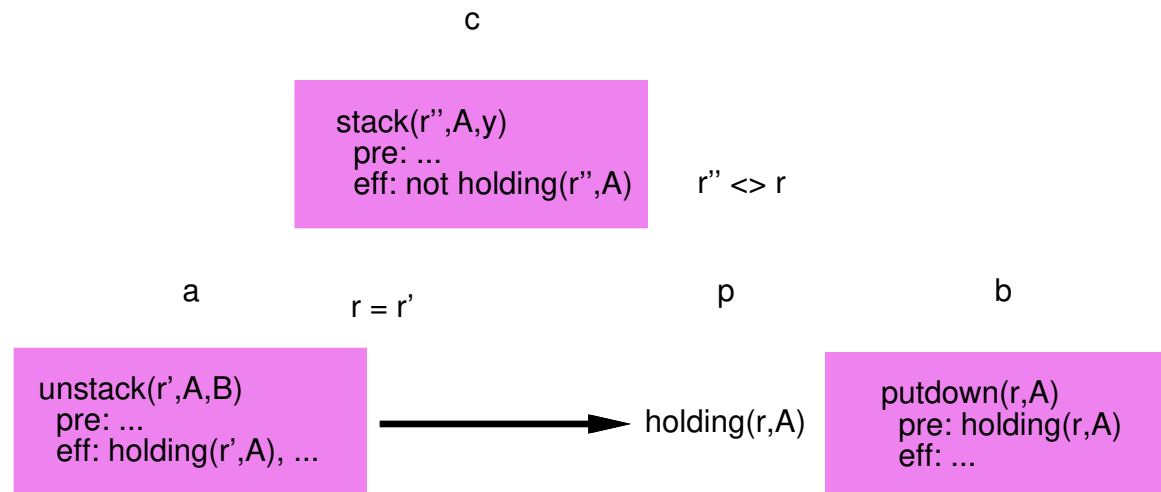 c
stack(r’’,A,y)
pre: ...
eff: not holding(r’’,A)
r’’ <> r
a
r = r’
p
b
unstack(r’,A,B)
pre: ...
eff: holding(r’,A), ...
holding(r,A)
putdown(r,A)
pre: holding(r,A)
eff: ...